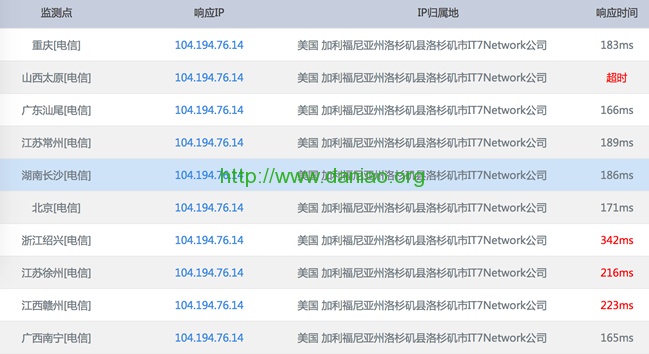 监测点 响应IP IP归属地 响应时间
重庆[电信] 104.194.76.14 美国 加利福尼亚州洛杉矶县洛杉矶市IT7Network公司 183ms
山西太原[电信] 104.194.76.14 美国 加利福尼亚州洛杉矶县洛杉矶市IT7Network公司 超时
广东汕尾[电信] 104.194.76.14 美国 加利福尼亚州洛杉矶县洛杉矶市IT7Network公司 166ms
江苏常州[电信] 104.194.76.14 美国 加利福尼亚州洛杉矶县洛杉矶市IT7Network公司 189ms
湖南长沙[电信] 104.194.76.14 美国 加利福尼亚州洛杉矶县洛杉矶市IT7Network公司 186ms
http://www.daniao.org
北京[电信] 104.194.76.14 美国 加利福尼亚州洛杉矶县洛杉矶市IT7Network公司 171ms
浙江绍兴[电信] 104.194.76.14 美国 加利福尼亚州洛杉矶县洛杉矶市IT7Network公司 342ms
江苏徐州[电信] 104.194.76.14 美国 加利福尼亚州洛杉矶县洛杉矶市IT7Network公司 216ms
江西赣州[电信] 104.194.76.14 美国 加利福尼亚州洛杉矶县洛杉矶市IT7Network公司 223ms
广西南宁[电信] 104.194.76.14 美国 加利福尼亚州洛杉矶县洛杉矶市IT7Network公司 165ms